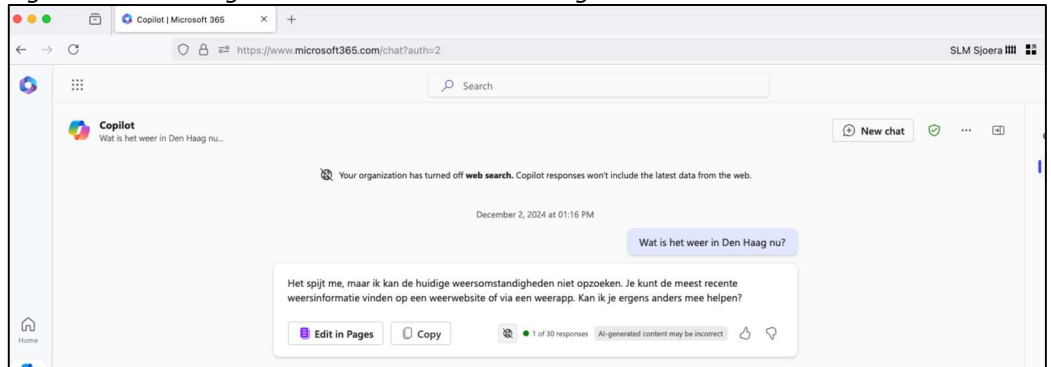 Copilot | Microsoft 365
https://www.microsoft365.com/chat?auth=2
SLM Sjoera
Search
Copilot
Wat is het weer in Den Haag nu...
New chat
Your organization has turned off web search. Copilot responses won't include the latest data from the web.
December 2, 2024 at 01:16 PM
Wat is het weer in Den Haag nu?
Het spijt me, maar ik kan de huidige weersomstandigheden niet opzoeken. Je kunt de meest recente
weersinformatie vinden op een weerwebsite of via een weerapp. Kan ik je ergens anders mee helpen?
Edit in Pages
Copy
1 of 30 responses
AI-generated content may be incorrect
Home